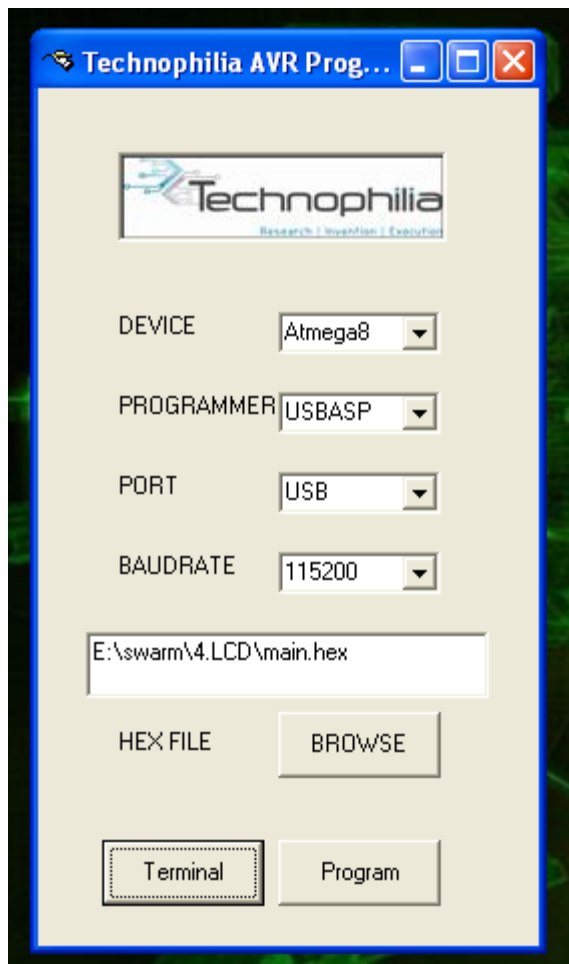 Technophilia AVR Prog...
Technophilia
Research | Invention | Execution
DEVICE Atmega8
PROGRAMMER USBASP
PORT USB
BAUDRATE 115200
E:\swarm\4.LCD\main.hex
HEX FILE BROWSE
Terminal Program